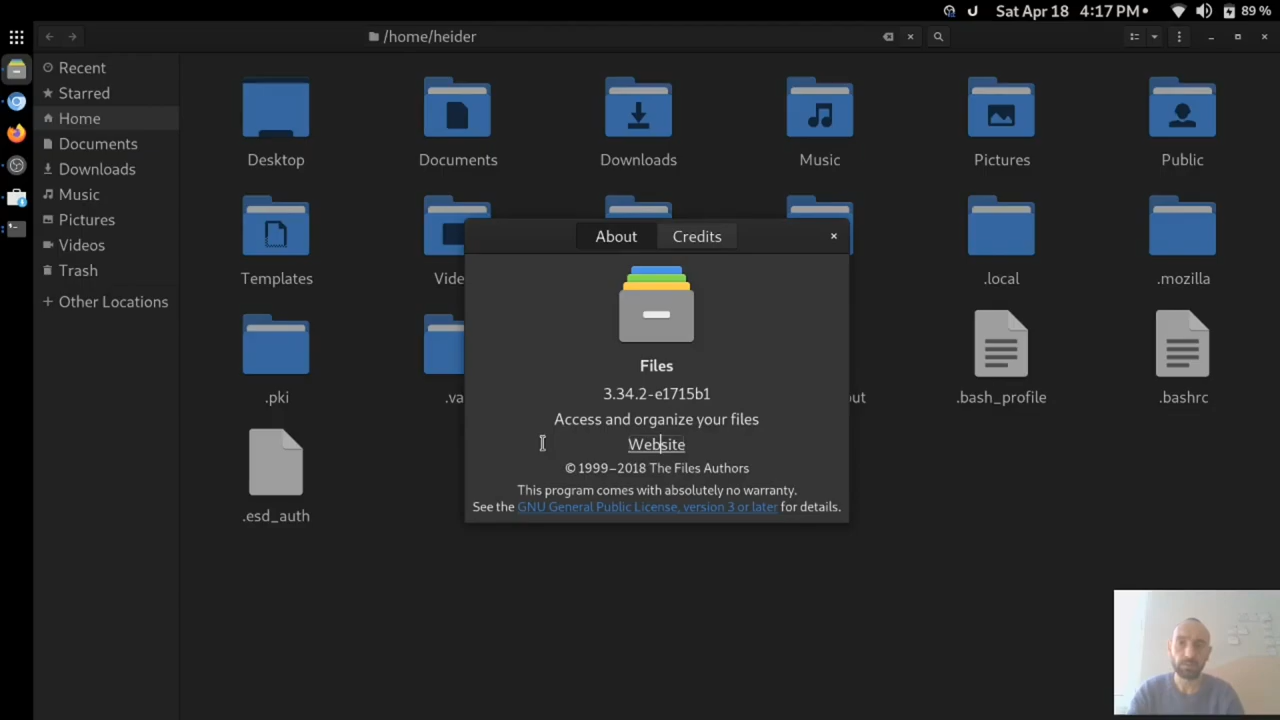 Sat Apr 18 4:17 PM
89 %
/home/heider
Recent
Starred
Home
Documents
Downloads
Music
Pictures
Videos
Trash
Other Locations
Desktop
Documents
Downloads
Music
Pictures
Public
Templates
Vide
.local
.mozilla
.pki
.va
out
.bash_profile
.bashrc
.esd_auth
About
Credits
Files
3.34.2-e1715b1
Access and organize your files
Website
© 1999–2018 The Files Authors
This program comes with absolutely no warranty.
See the GNU General Public License, version 3 or later for details.